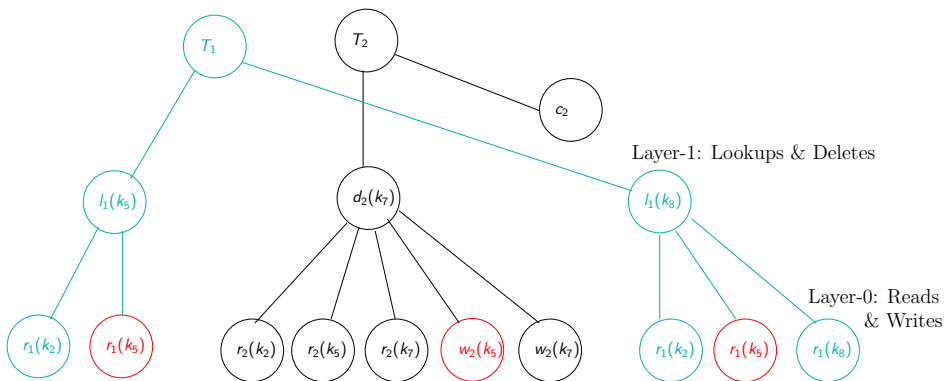 T₁
T₂
c₂
Layer-1: Lookups & Deletes
l₁(k₅)
d₂(k₇)
l₁(k₈)
Layer-0: Reads
& Writes
r₁(k₂)
r₁(k₅)
r₂(k₂)
r₂(k₅)
r₂(k₇)
w₂(k₅)
w₂(k₇)
r₁(k₂)
r₁(k₅)
r₁(k₈)